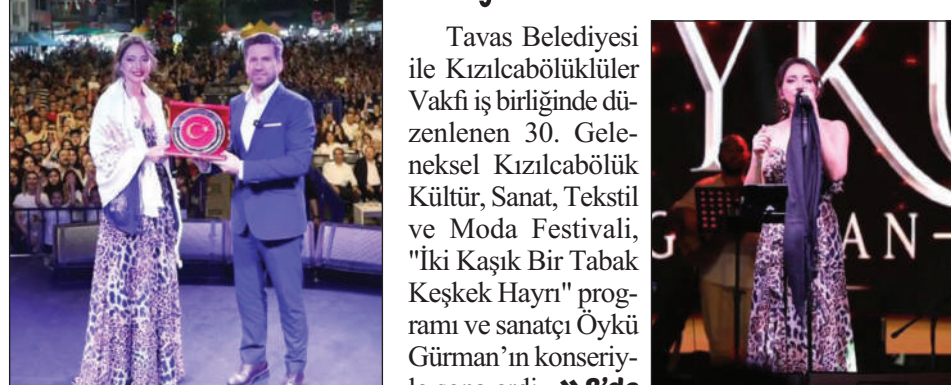 Tavas Belediyesi
ile Kızılcabölüklüler
Vakfı iş birliğinde dü-
zenlenen 30. Gele-
neksel Kızılcabölük
Kültür, Sanat, Tekstil
ve Moda Festivali,
"İki Kaşık Bir Tabak
Keşkek Hayrı" prog-
ramı ve sanatçı Öykü
Gürman’ın konseriy-
YKÜ
G
AN